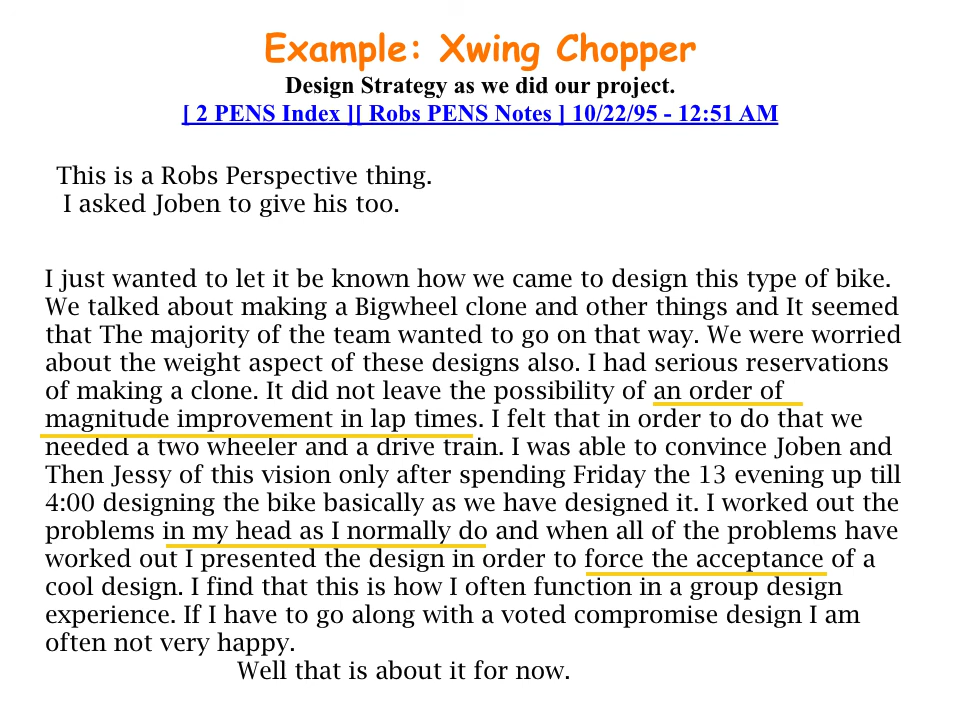 Example: Xwing Chopper
Design Strategy as we did our project.
[ 2 PENS Index ][ Robs PENS Notes ] 10/22/95 - 12:51 AM
This is a Robs Perspective thing.
I asked Joben to give his too.
I just wanted to let it be known how we came to design this type of bike.
We talked about making a Bigwheel clone and other things and It seemed
that The majority of the team wanted to go on that way. We were worried
about the weight aspect of these designs also. I had serious reservations
of making a clone. It did not leave the possibility of an order of
magnitude improvement in lap times. I felt that in order to do that we
needed a two wheeler and a drive train. I was able to convince Joben and
Then Jessy of this vision only after spending Friday the 13 evening up till
4:00 designing the bike basically as we have designed it. I worked out the
problems in my head as I normally do and when all of the problems have
worked out I presented the design in order to force the acceptance of a
cool design. I find that this is how I often function in a group design
experience. If I have to go along with a voted compromise design I am
often not very happy.
Well that is about it for now.